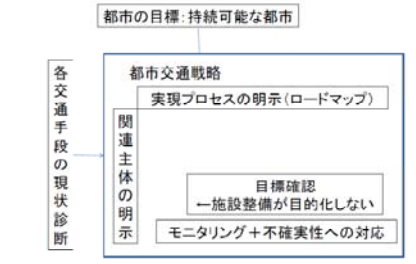 都市の目標：持続可能な都市
各交通手段の現状診断
都市交通戦略
実現プロセスの明示（ロードマップ）
関連主体の明示
目標確認
←施設整備が目的化しない
モニタリング＋不確実性への対応